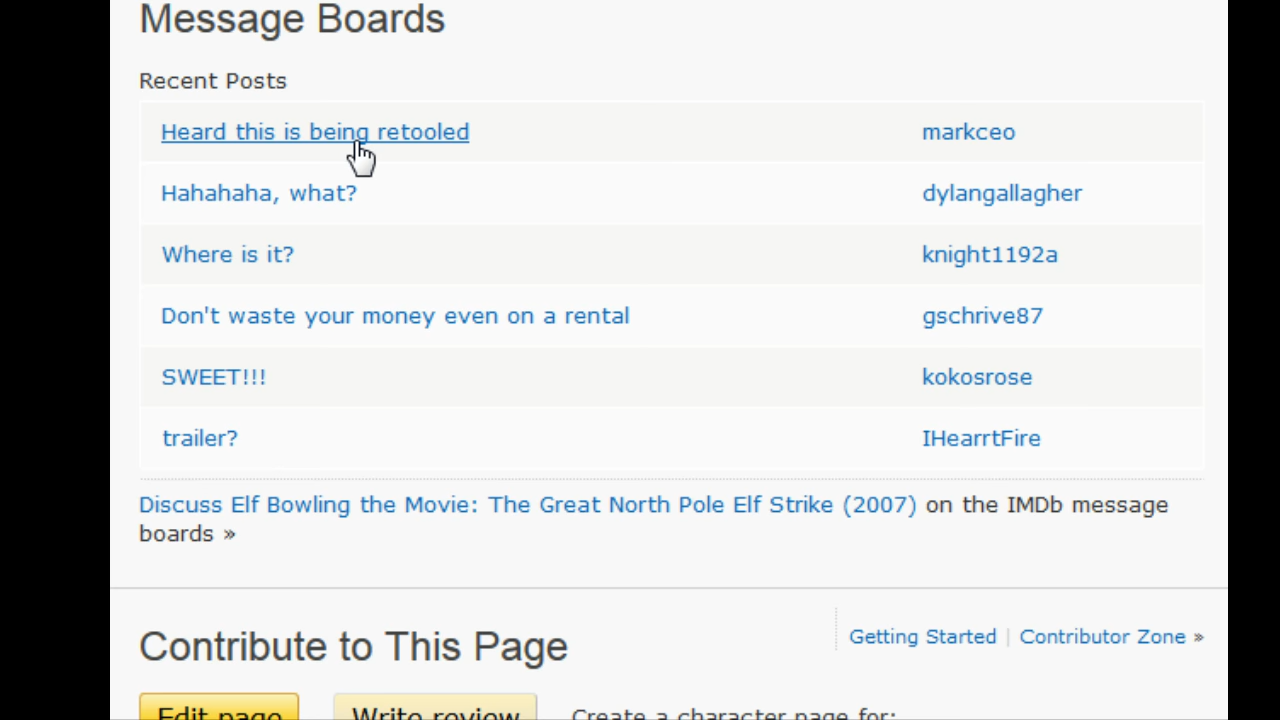 Message Boards
Recent Posts
Heard this is being retooled markceo
Hahahaha, what? dylangallagher
Where is it? knight1192a
Don't waste your money even on a rental gschrive87
SWEET!!! kokosrose
trailer? IHearrtFire
Discuss Elf Bowling the Movie: The Great North Pole Elf Strike (2007) on the IMDb message
boards »
Contribute to This Page
Getting Started | Contributor Zone »
Edit page Write review Create a character page for: